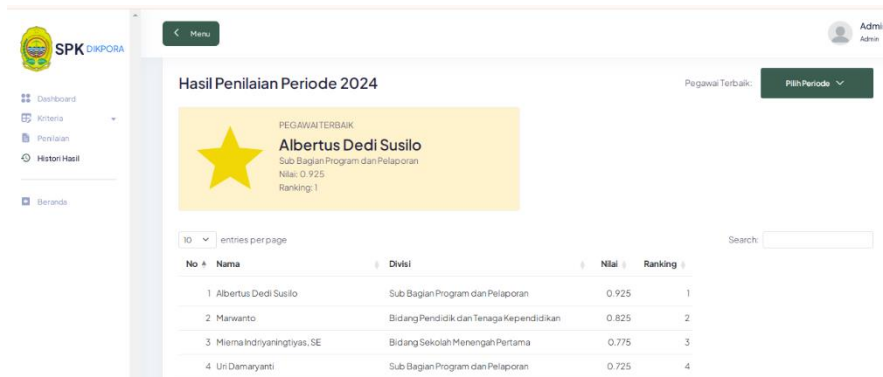 SPK DIKPORA
Dashboard
Kriteria
Penilaian
Histori Hasil
Beranda
Menu
Admi
Admin
Hasil Penilaian Periode 2024
Pegawai Terbaik:
Pilih Periode
PEGAWAI TERBAIK
Albertus Dedi Susilo
Sub Bagian Program dan Pelaporan
Nilai: 0.925
Ranking: 1
10 entries per page
Search:
No Nama Divisi Nilai Ranking
1 Albertus Dedi Susilo Sub Bagian Program dan Pelaporan 0.925 1
2 Marwanto Bidang Pendidik dan Tenaga Kependidikan 0.825 2
3 Mierna Indriyaningtiyas, SE Bidang Sekolah Menengah Pertama 0.775 3
4 Uri Damaryanti Sub Bagian Program dan Pelaporan 0.725 4